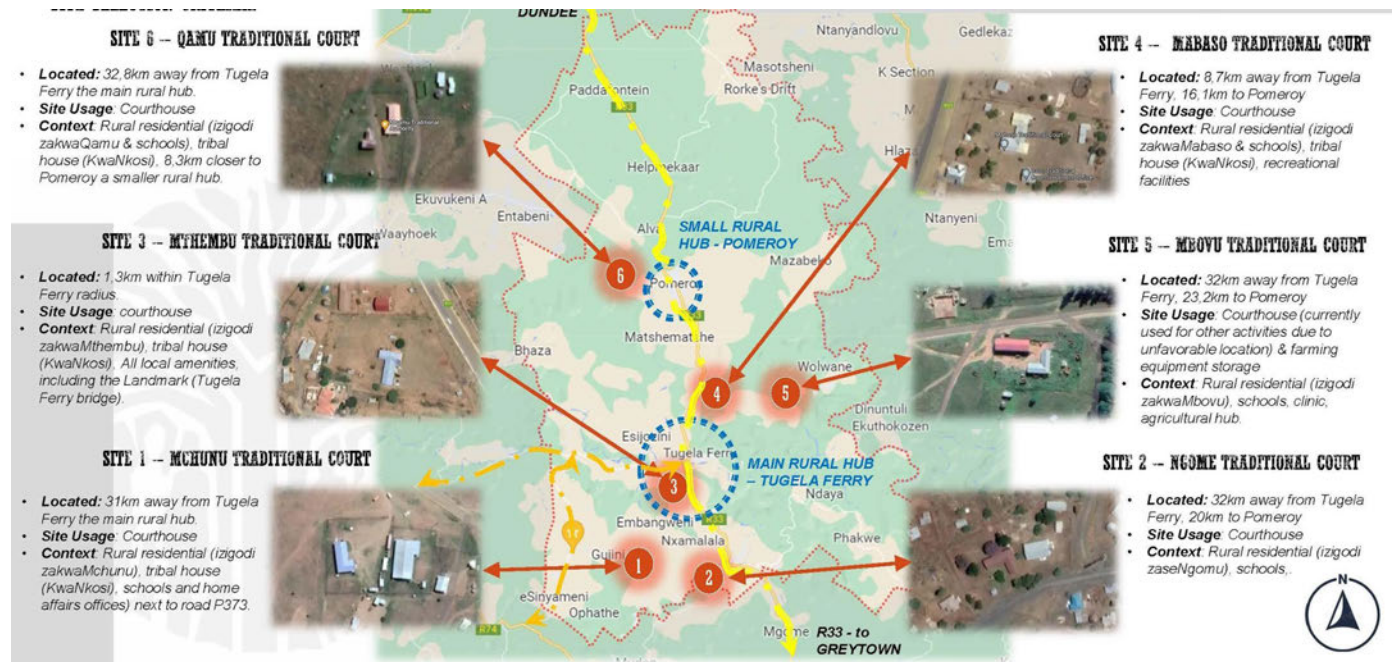 SITE 6 – QAMU TRADITIONAL COURT
• Located: 32,8km away from Tugela
Ferry the main rural hub.
• Site Usage: Courthouse
• Context: Rural residential (izigodi
zakwaQamu & schools), tribal
house (KwaNkosi), 8,3km closer to
Pomeroy a smaller rural hub.
SITE 3 – MTHEMBU TRADITIONAL COURT
• Located: 1,3km within Tugela
Ferry radius.
• Site Usage: courthouse
• Context: Rural residential (izigodi
zakwaMthembu), tribal house
(KwaNkosi), All local amenities,
including the Landmark (Tugela
Ferry bridge).
SITE 1 – MCHUNU TRADITIONAL COURT
• Located: 31km away from Tugela
Ferry the main rural hub.
• Site Usage: Courthouse
• Context: Rural residential (izigodi
zakwaMchunu), tribal house
(KwaNkosi), schools and home
affairs offices) next to road P373.
DUNDEE
Ntanyandlovu
Gedlekaz
Masotsheni
K Section
Rorke's Drift
Paddafontein
R33
Helpmekaar
Ekuvukeni A
Entabeni
Waayhoek
Alva
SMALL RURAL
HUB - POMEROY
Hlaza
Ntanyeni
Mazabeko
6
Pomeroy
Matshematshe
Bhaza
Wolwane
4
5
Dinuntuli
Ekuthokozen
Esijozini
Tugela Ferry
MAIN RURAL HUB
– TUGELA FERRY
3
Ndaya
Embangweni
R33
Nxamalala
Phakwe
Gujini
1
2
eSinyameni
Ophathe
R74
Mgome
R33 - to
GREYTOWN
SITE 4 – MABASO TRADITIONAL COURT
• Located: 8,7km away from Tugela
Ferry, 16,1km to Pomeroy
• Site Usage: Courthouse
• Context: Rural residential (izigodi
zakwaMabaso & schools), tribal
house (KwaNkosi), recreational
facilities
SITE 5 – MBOVU TRADITIONAL COURT
• Located: 32km away from Tugela
Ferry, 23,2km to Pomeroy
• Site Usage: Courthouse (currently
used for other activities due to
unfavorable location) & farming
equipment storage
• Context: Rural residential (izigodi
zakwaMbovu), schools, clinic,
agricultural hub.
SITE 2 – NGOME TRADITIONAL COURT
• Located: 32km away from Tugela
Ferry, 20km to Pomeroy
• Site Usage: Courthouse
• Context: Rural residential (izigodi
zaseNgomu), schools,.
N